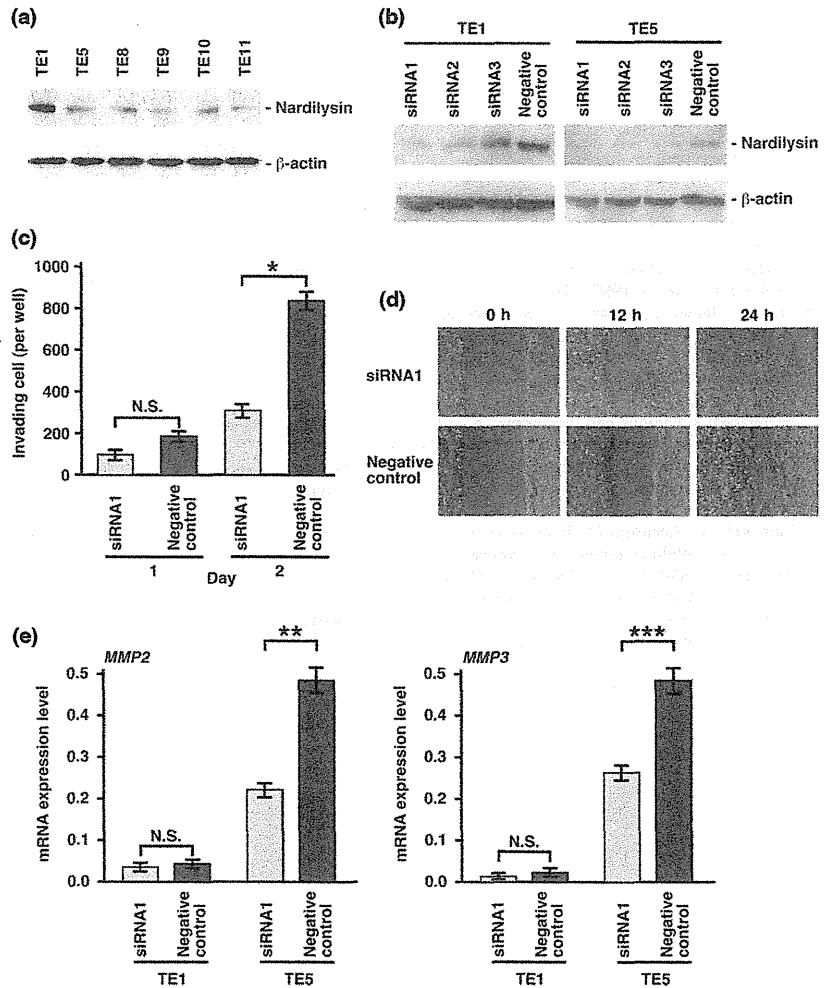 (a)
TE1 TE5 TE8 TE9 TE10 TE11
- Nardilysin
- β-actin
(b)
TE1 TE5
siRNA1 siRNA2 siRNA3 Negative control siRNA1 siRNA2 siRNA3 Negative control
- Nardilysin
- β-actin
(c)
Invading cell (per well)
1000
800
600
400
200
0
N.S.
*
siRNA1 Negative control siRNA1 Negative control
1 2
Day
(d)
0 h 12 h 24 h
siRNA1
Negative control
(e)
MMP2
mRNA expression level
0.5
0.4
0.3
0.2
0.1
0.0
N.S.
**
siRNA1 Negative control siRNA1 Negative control
TE1 TE5
MMP3
mRNA expression level
0.5
0.4
0.3
0.2
0.1
0.0
N.S.
***
siRNA1 Negative control siRNA1 Negative control
TE1 TE5